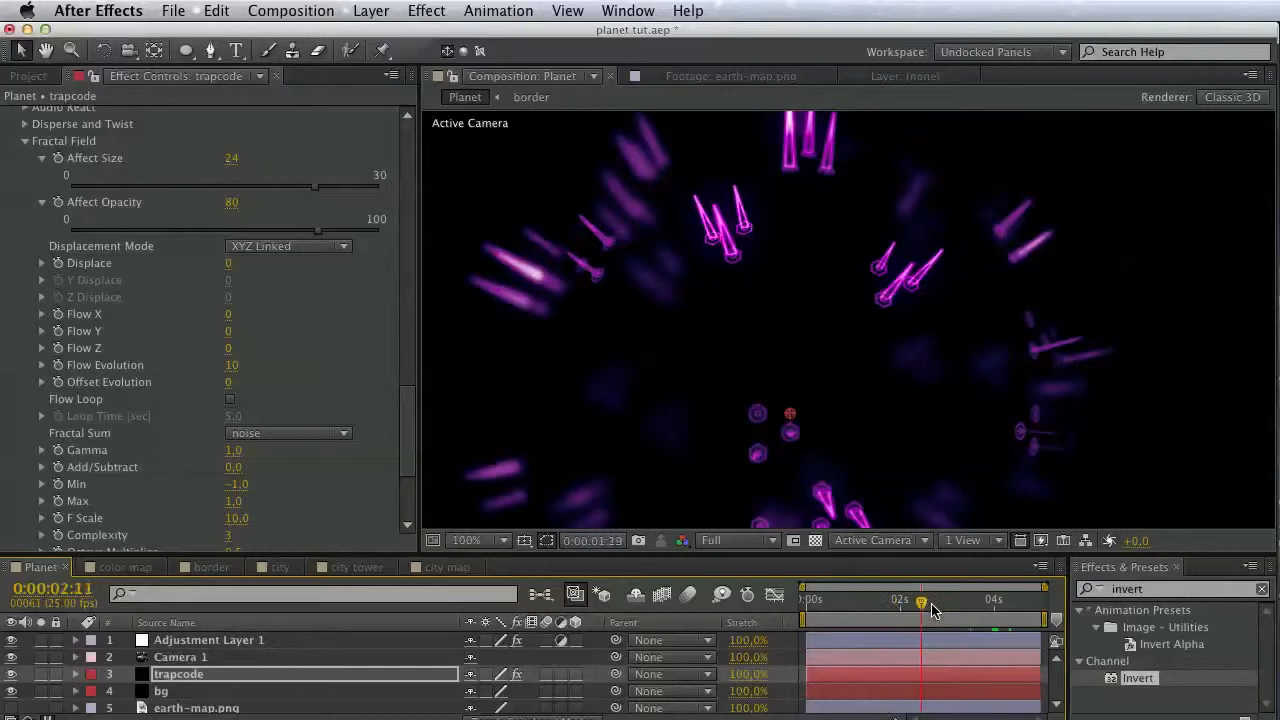 After Effects File Edit Composition Layer Effect Animation View Window Help
planet tut.aep *
Workspace: Undocked Panels Search Help
Project Effect Controls: trapcode Composition: Planet Footage: earth-map.png Layer: (none)
Planet • trapcode Planet border Renderer: Classic 3D
Audio React
Active Camera
Disperse and Twist
Fractal Field
Affect Size 24
0 30
Affect Opacity 80
0 100
Displacement Mode XYZ Linked
Displace 0
Y Displace 0
Z Displace 0
Flow X 0
Flow Y 0
Flow Z 0
Flow Evolution 10
Offset Evolution 0
Flow Loop
Loop Time [sec] 5,0
Fractal Sum noise
Gamma 1,0
Add/Subtract 0,0
Min -1,0
Max 1,0
F Scale 10,0
Complexity 3
100% 0:00:01:19 Full Active Camera 1 View +0,0
Planet color map border city city tower city map Effects & Presets
0:00:02:11
00061 (25.00 fps)
invert
:00s 02s 04s
Source Name Parent Stretch
1 Adjustment Layer 1 None 100,0%
2 Camera 1 None 100,0%
3 trapcode None 100,0%
4 bg None 100,0%
5 earth-map.png None 100,0%
* Animation Presets
Image - Utilities
Invert Alpha
Channel
Invert